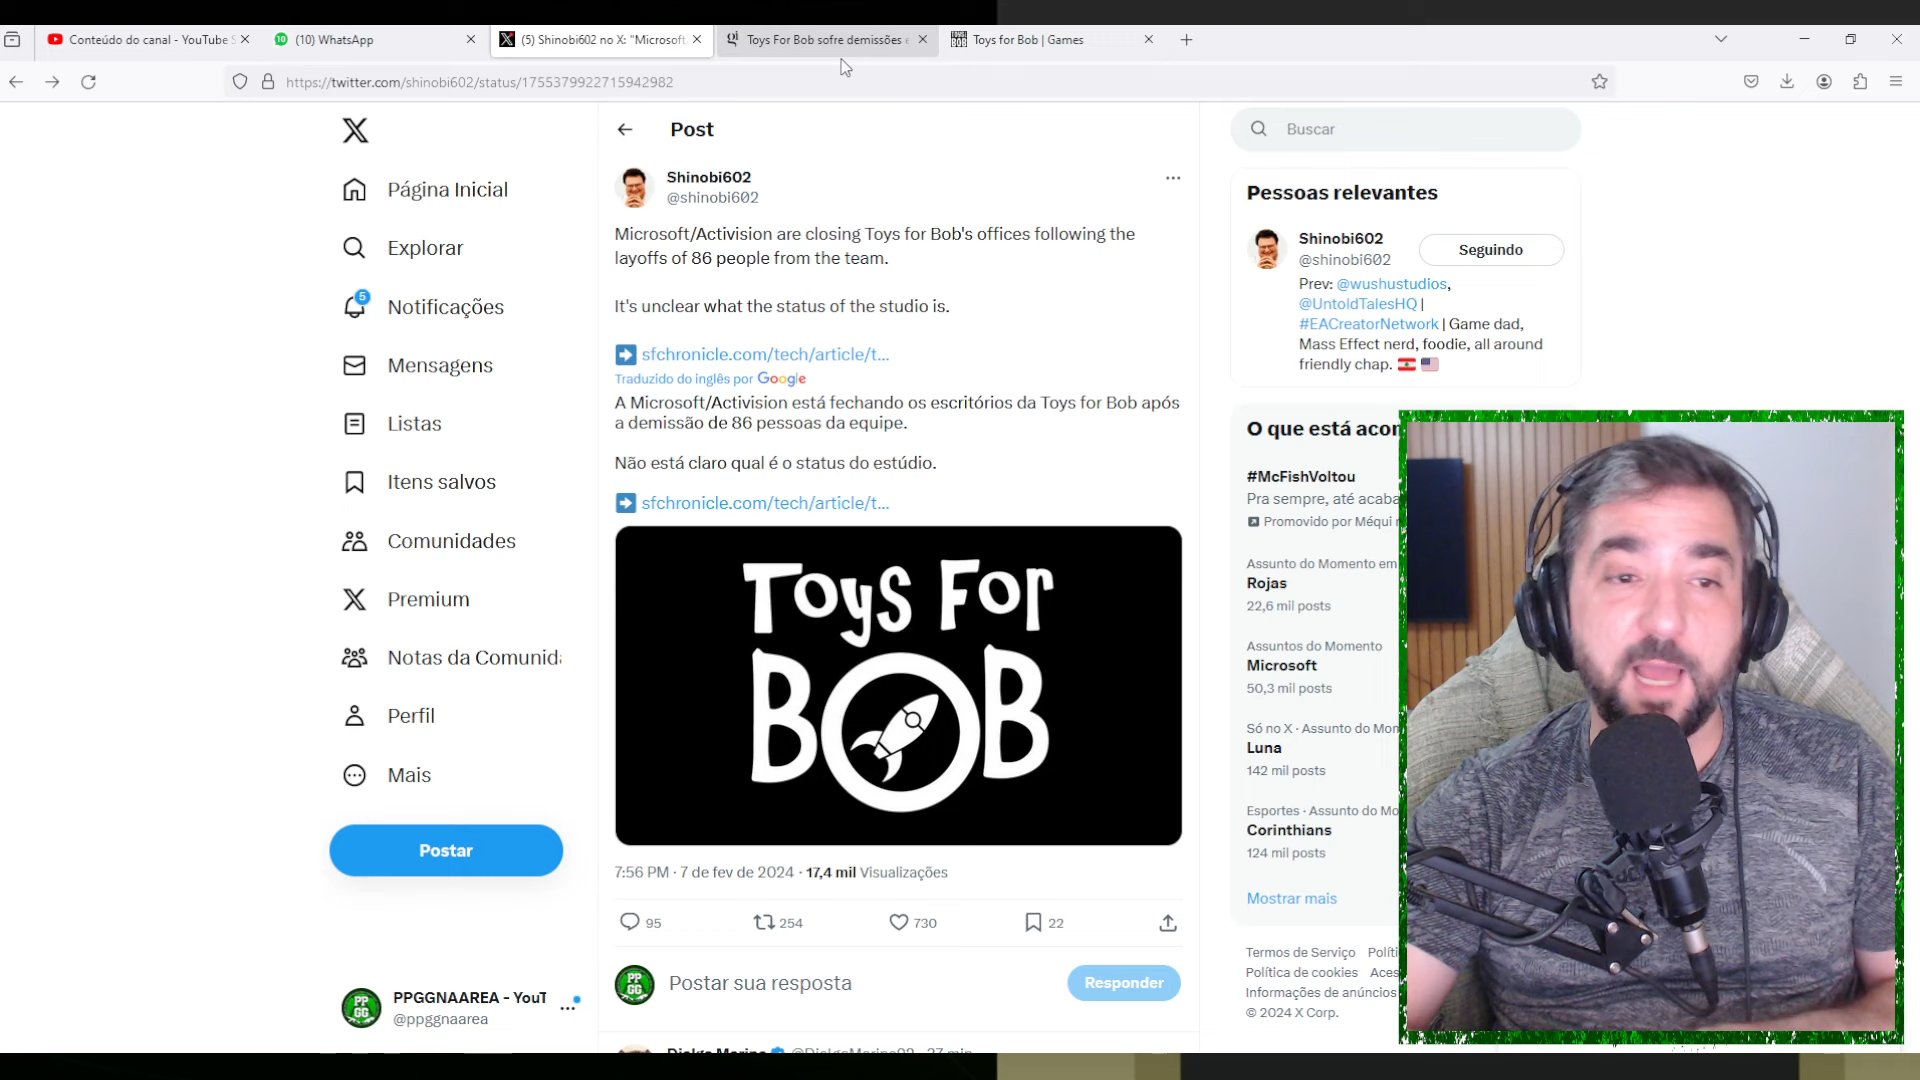 Conteúdo do canal - YouTube S
(10) WhatsApp
(5) Shinobi602 no X: "Microsoft
Toys For Bob sofre demissões e
Toys for Bob | Games
https://twitter.com/shinobi602/status/1755379922715942982
Página Inicial
Explorar
5
Notificações
Mensagens
Listas
Itens salvos
Comunidades
Premium
Notas da Comunid
Perfil
Mais
Postar
PPGGNAAREA - YouT
@ppggnaarea
Post
Shinobi602
@shinobi602
Microsoft/Activision are closing Toys for Bob's offices following the
layoffs of 86 people from the team.
It's unclear what the status of the studio is.
sfchronicle.com/tech/article/t...
Traduzido do inglês por Google
A Microsoft/Activision está fechando os escritórios da Toys for Bob após
a demissão de 86 pessoas da equipe.
Não está claro qual é o status do estúdio.
sfchronicle.com/tech/article/t...
TOYS FOR
BOB
7:56 PM · 7 de fev de 2024 · 17,4 mil Visualizações
95 254 730 22
PP
GG
Postar sua resposta
Responder
Buscar
Pessoas relevantes
Shinobi602
@shinobi602
Seguindo
Prev: @wushustudios,
@UntoldTalesHQ |
#EACreatorNetwork | Game dad,
Mass Effect nerd, foodie, all around
friendly chap.
O que está acon
#McFishVoltou
Pra sempre, até acaba
Promovido por Méqui
Assunto do Momento em
Rojas
22,6 mil posts
Assuntos do Momento
Microsoft
50,3 mil posts
Só no X · Assunto do Mon
Luna
142 mil posts
Esportes · Assunto do Mo
Corinthians
124 mil posts
Mostrar mais
Termos de Serviço Políti
Política de cookies Aces
Informações de anúncios
© 2024 X Corp.